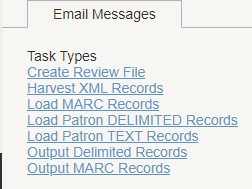 Email Messages
Task Types
Create Review File
Harvest XML Records
Load MARC Records
Load Patron DELIMITED Records
Load Patron TEXT Records
Output Delimited Records
Output MARC Records